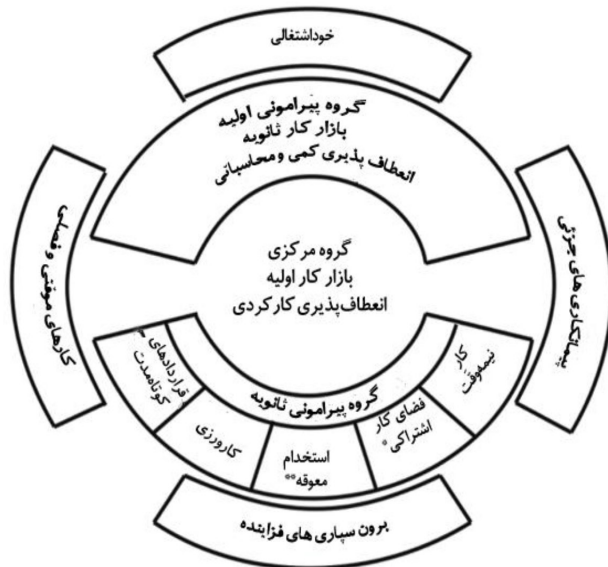 خوداشتغالی
گروه پیرامونی اولیه
بازار کار ثانویه
انعطاف پذیری کمی و محاسباتی
پیمانکاری های جزئی
کارهای موقتی و فصلی
گروه مرکزی
بازار کار اولیه
انعطاف‌پذیری کارکردی
گروه پیرامونی ثانویه
کار
نیمه‌وقت
فضای کار
اشتراکی*
استخدام
معوقه**
کارورزی
قراردادهای
کوتاه‌مدت
برون سپاری های فزاینده